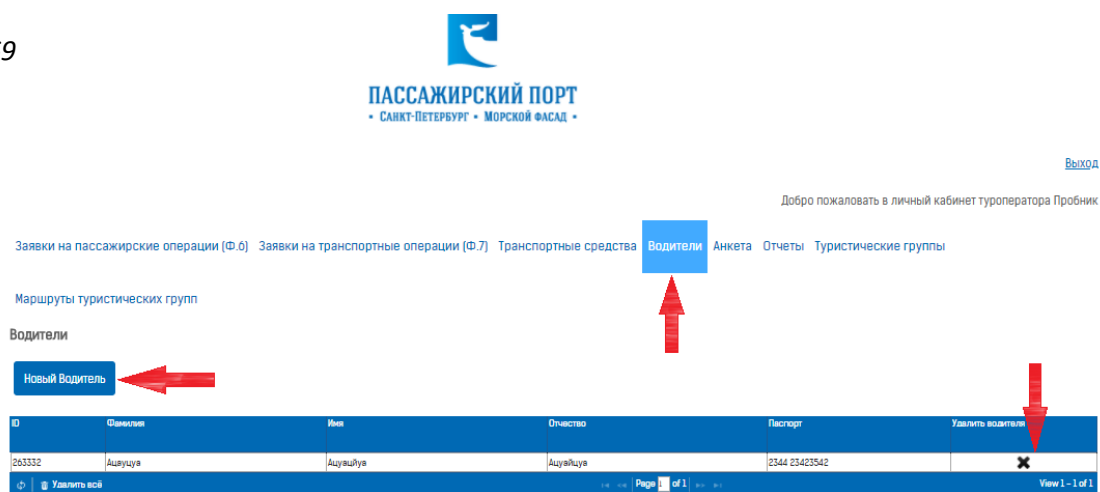 ПАССАЖИРСКИЙ ПОРТ
• САНКТ-ПЕТЕРБУРГ • МОРСКОЙ ФАСАД •
Выход
Добро пожаловать в личный кабинет туроператора Пробник
Заявки на пассажирские операции (Ф.6) Заявки на транспортные операции (Ф.7) Транспортные средства Водители Анкета Отчеты Туристические группы
Маршруты туристических групп
Водители
Новый Водитель
ID Фамилия Имя Отчество Паспорт Удалить водителя
263332 Ацвуцуа Ацуацйуа Ацуайцуа 2344 23423542
Удалить всё Page 1 of 1 View 1 - 1 of 1